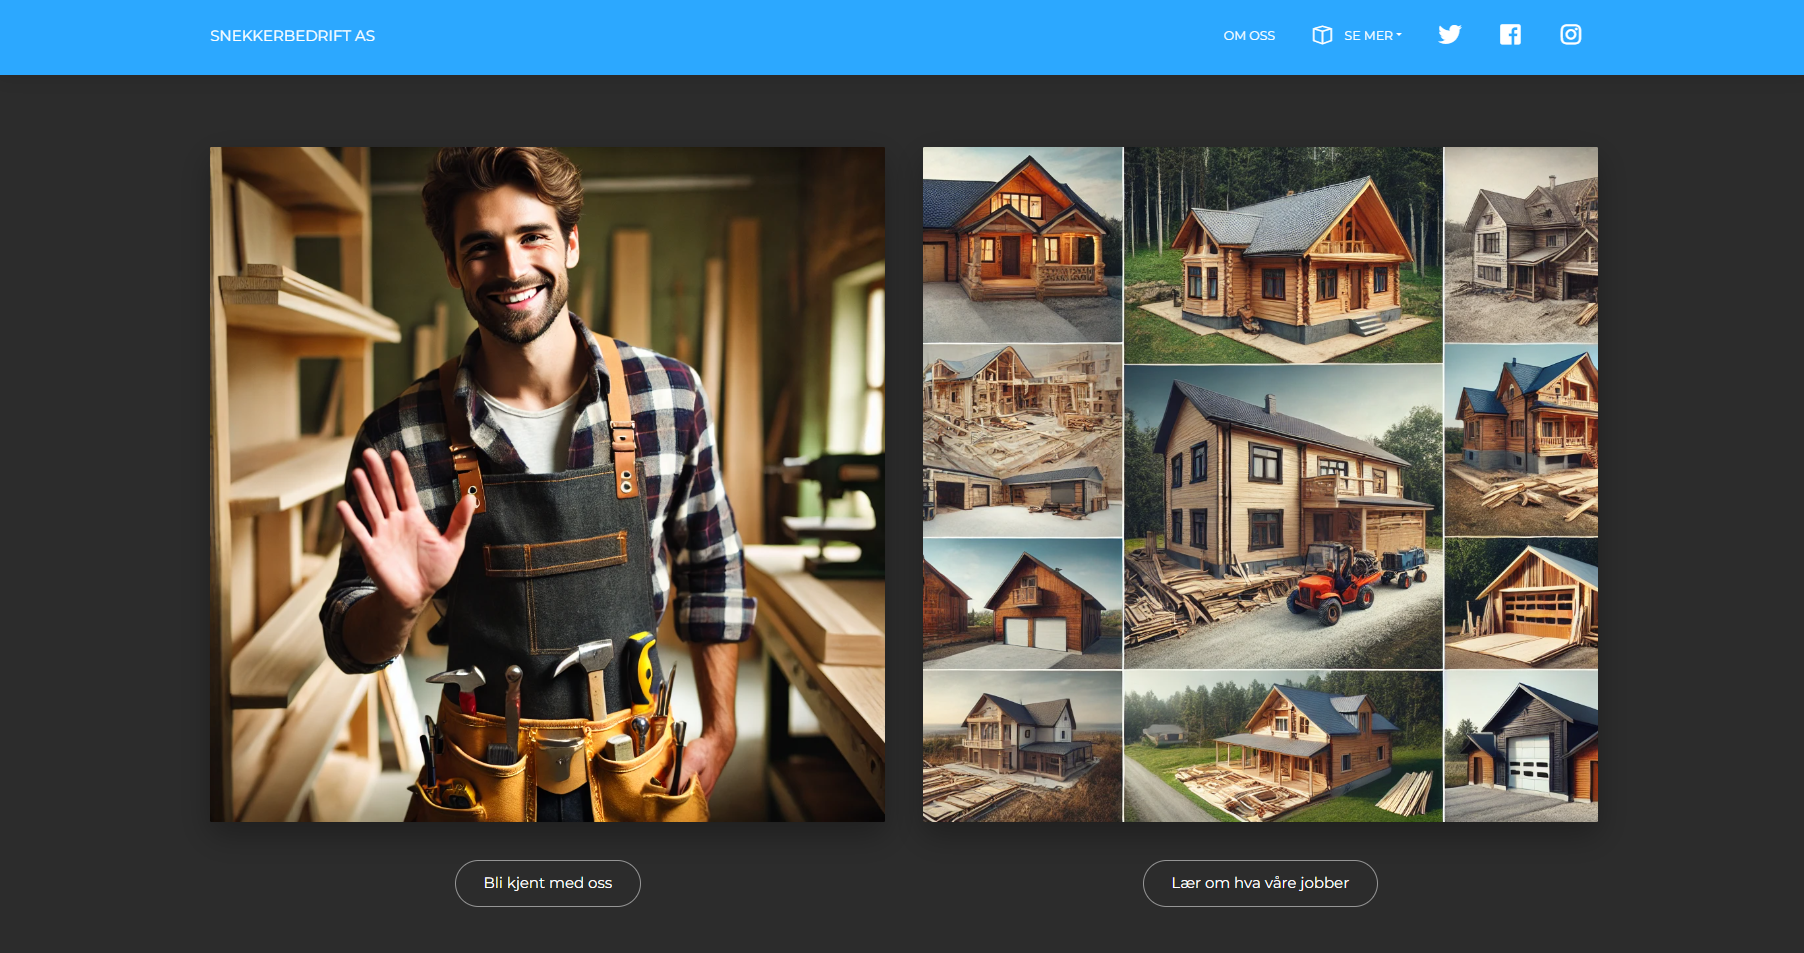 SNEKKERBEDRIFT AS
OM OSS
SE MER
Bli kjent med oss
Lær om hva våre jobber